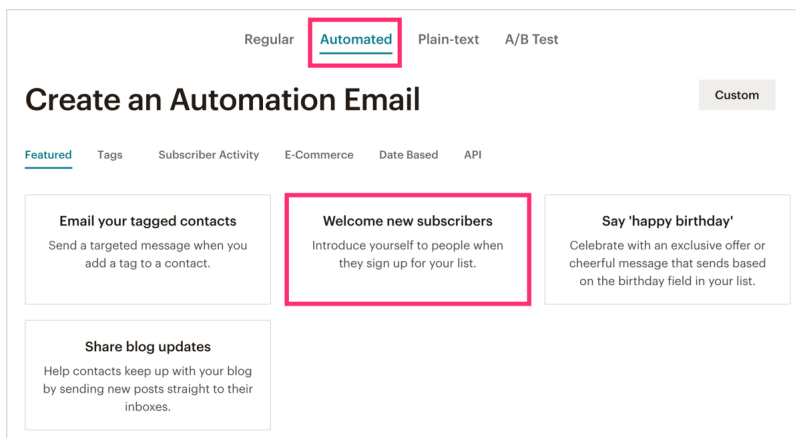 Regular Automated Plain-text A/B Test
Create an Automation Email
Custom
Featured Tags Subscriber Activity E-Commerce Date Based API
Email your tagged contacts
Send a targeted message when you
add a tag to a contact.
Welcome new subscribers
Introduce yourself to people when
they sign up for your list.
Say 'happy birthday'
Celebrate with an exclusive offer or
cheerful message that sends based
on the birthday field in your list.
Share blog updates
Help contacts keep up with your blog
by sending new posts straight to their
inboxes.